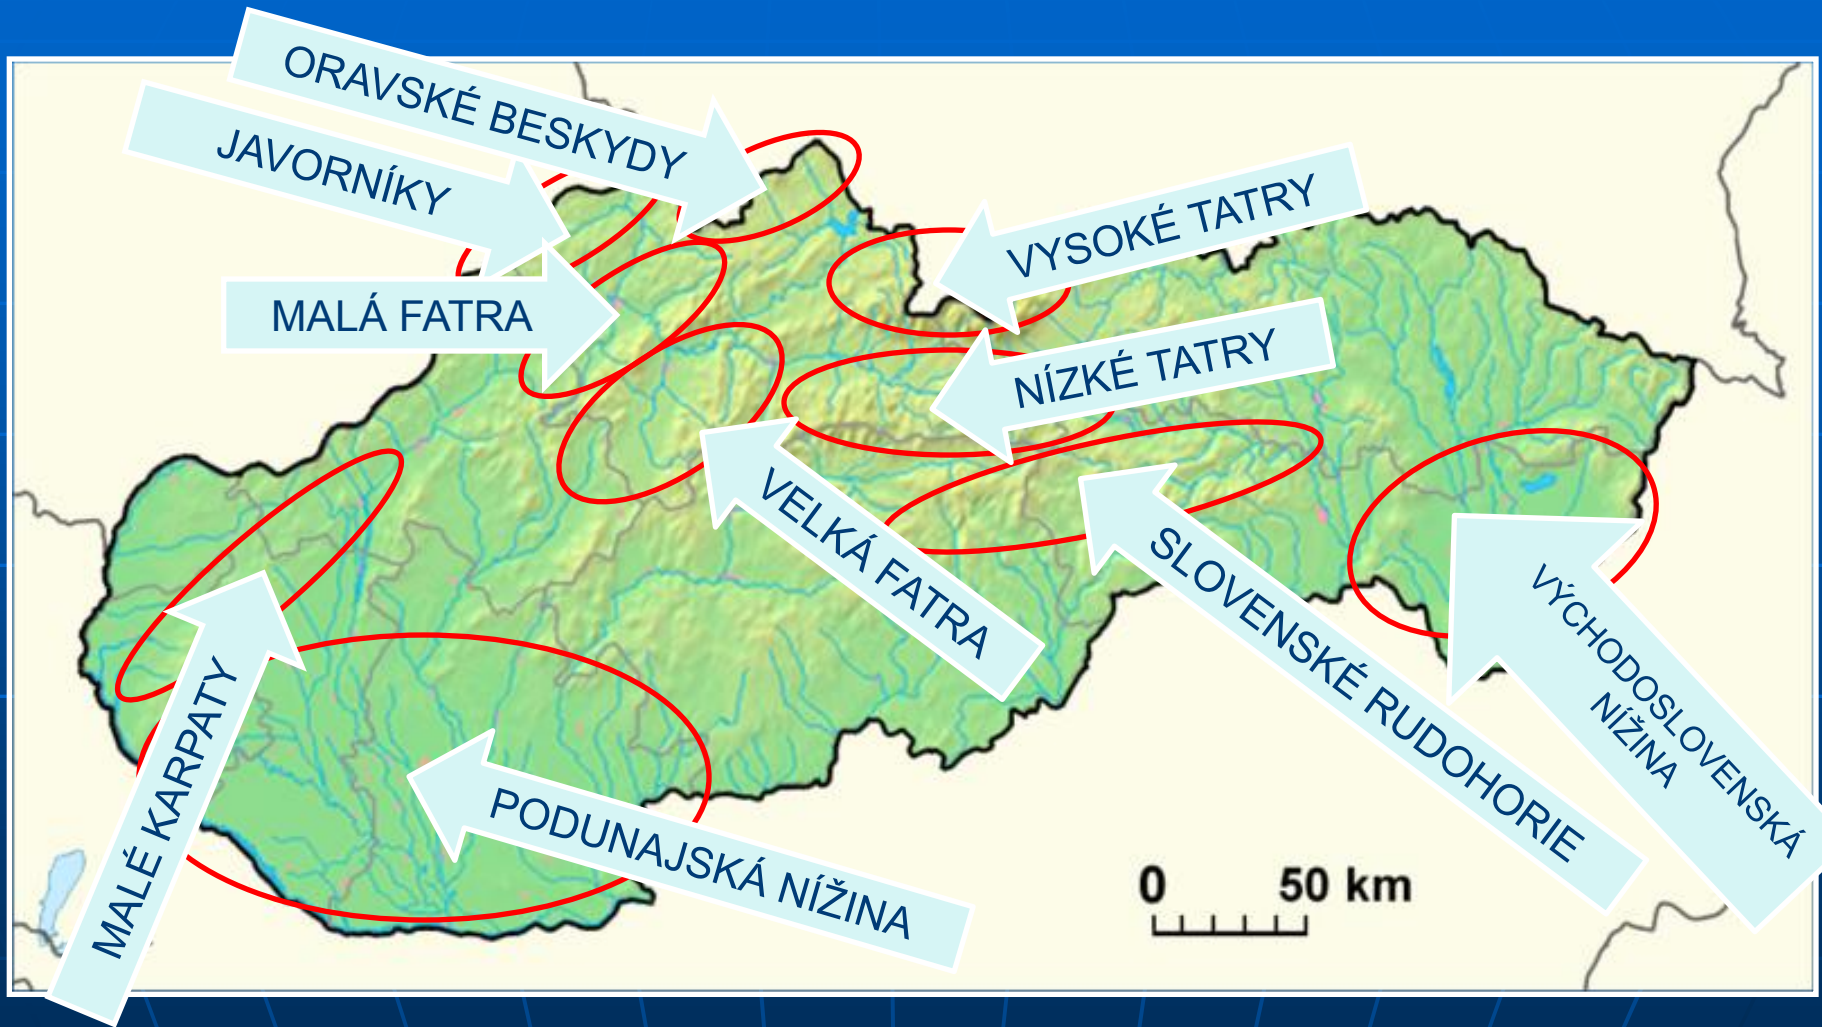 ORAVSKÉ BESKYDY
JAVORNÍKY
VYSOKÉ TATRY
MALÁ FATRA
NÍZKÉ TATRY
VELKÁ FATRA
SLOVENSKÉ RUDOHORIE
VÝCHODOSLOVENSKÁ
NÍŽINA
MALÉ KARPATY
PODUNAJSKÁ NÍŽINA
0 50 km